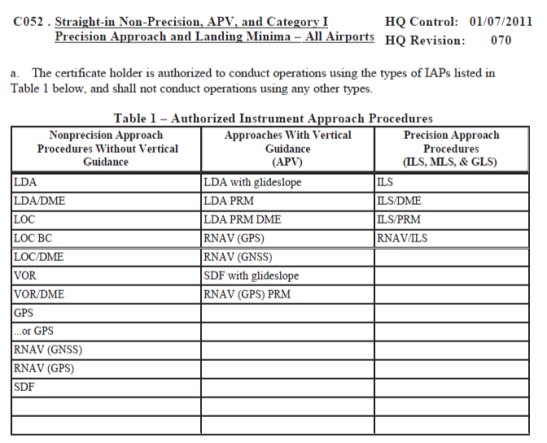 C052 . Straight-in Non-Precision, APV, and Category I HQ Control: 01/07/2011
Precision Approach and Landing Minima – All Airports HQ Revision: 070
a. The certificate holder is authorized to conduct operations using the types of IAPs listed in
Table 1 below, and shall not conduct operations using any other types.
Table 1 – Authorized Instrument Approach Procedures
Nonprecision Approach Approaches With Vertical Precision Approach
Procedures Without Vertical Guidance Procedures
Guidance (APV) (ILS, MLS, & GLS)
LDA LDA with glideslope ILS
LDA/DME LDA PRM ILS/DME
LOC LDA PRM DME ILS/PRM
LOC BC RNAV (GPS) RNAV/ILS
LOC/DME RNAV (GNSS)
VOR SDF with glideslope
VOR/DME RNAV (GPS) PRM
GPS
...or GPS
RNAV (GNSS)
RNAV (GPS)
SDF